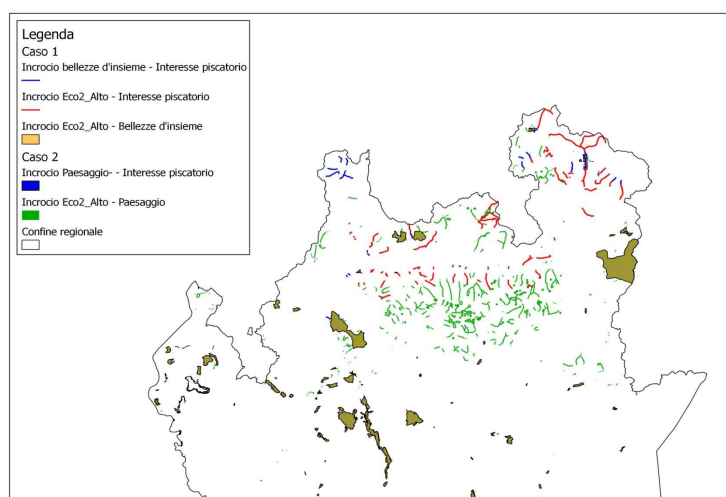 Legenda
Caso 1
Incrocio bellezze d'insieme - Interesse piscatorio
Incrocio Eco2_Alto - Interesse piscatorio
Incrocio Eco2_Alto - Bellezze d'insieme
Caso 2
Incrocio Paesaggio- - Interesse piscatorio
Incrocio Eco2_Alto - Paesaggio
Confine regionale